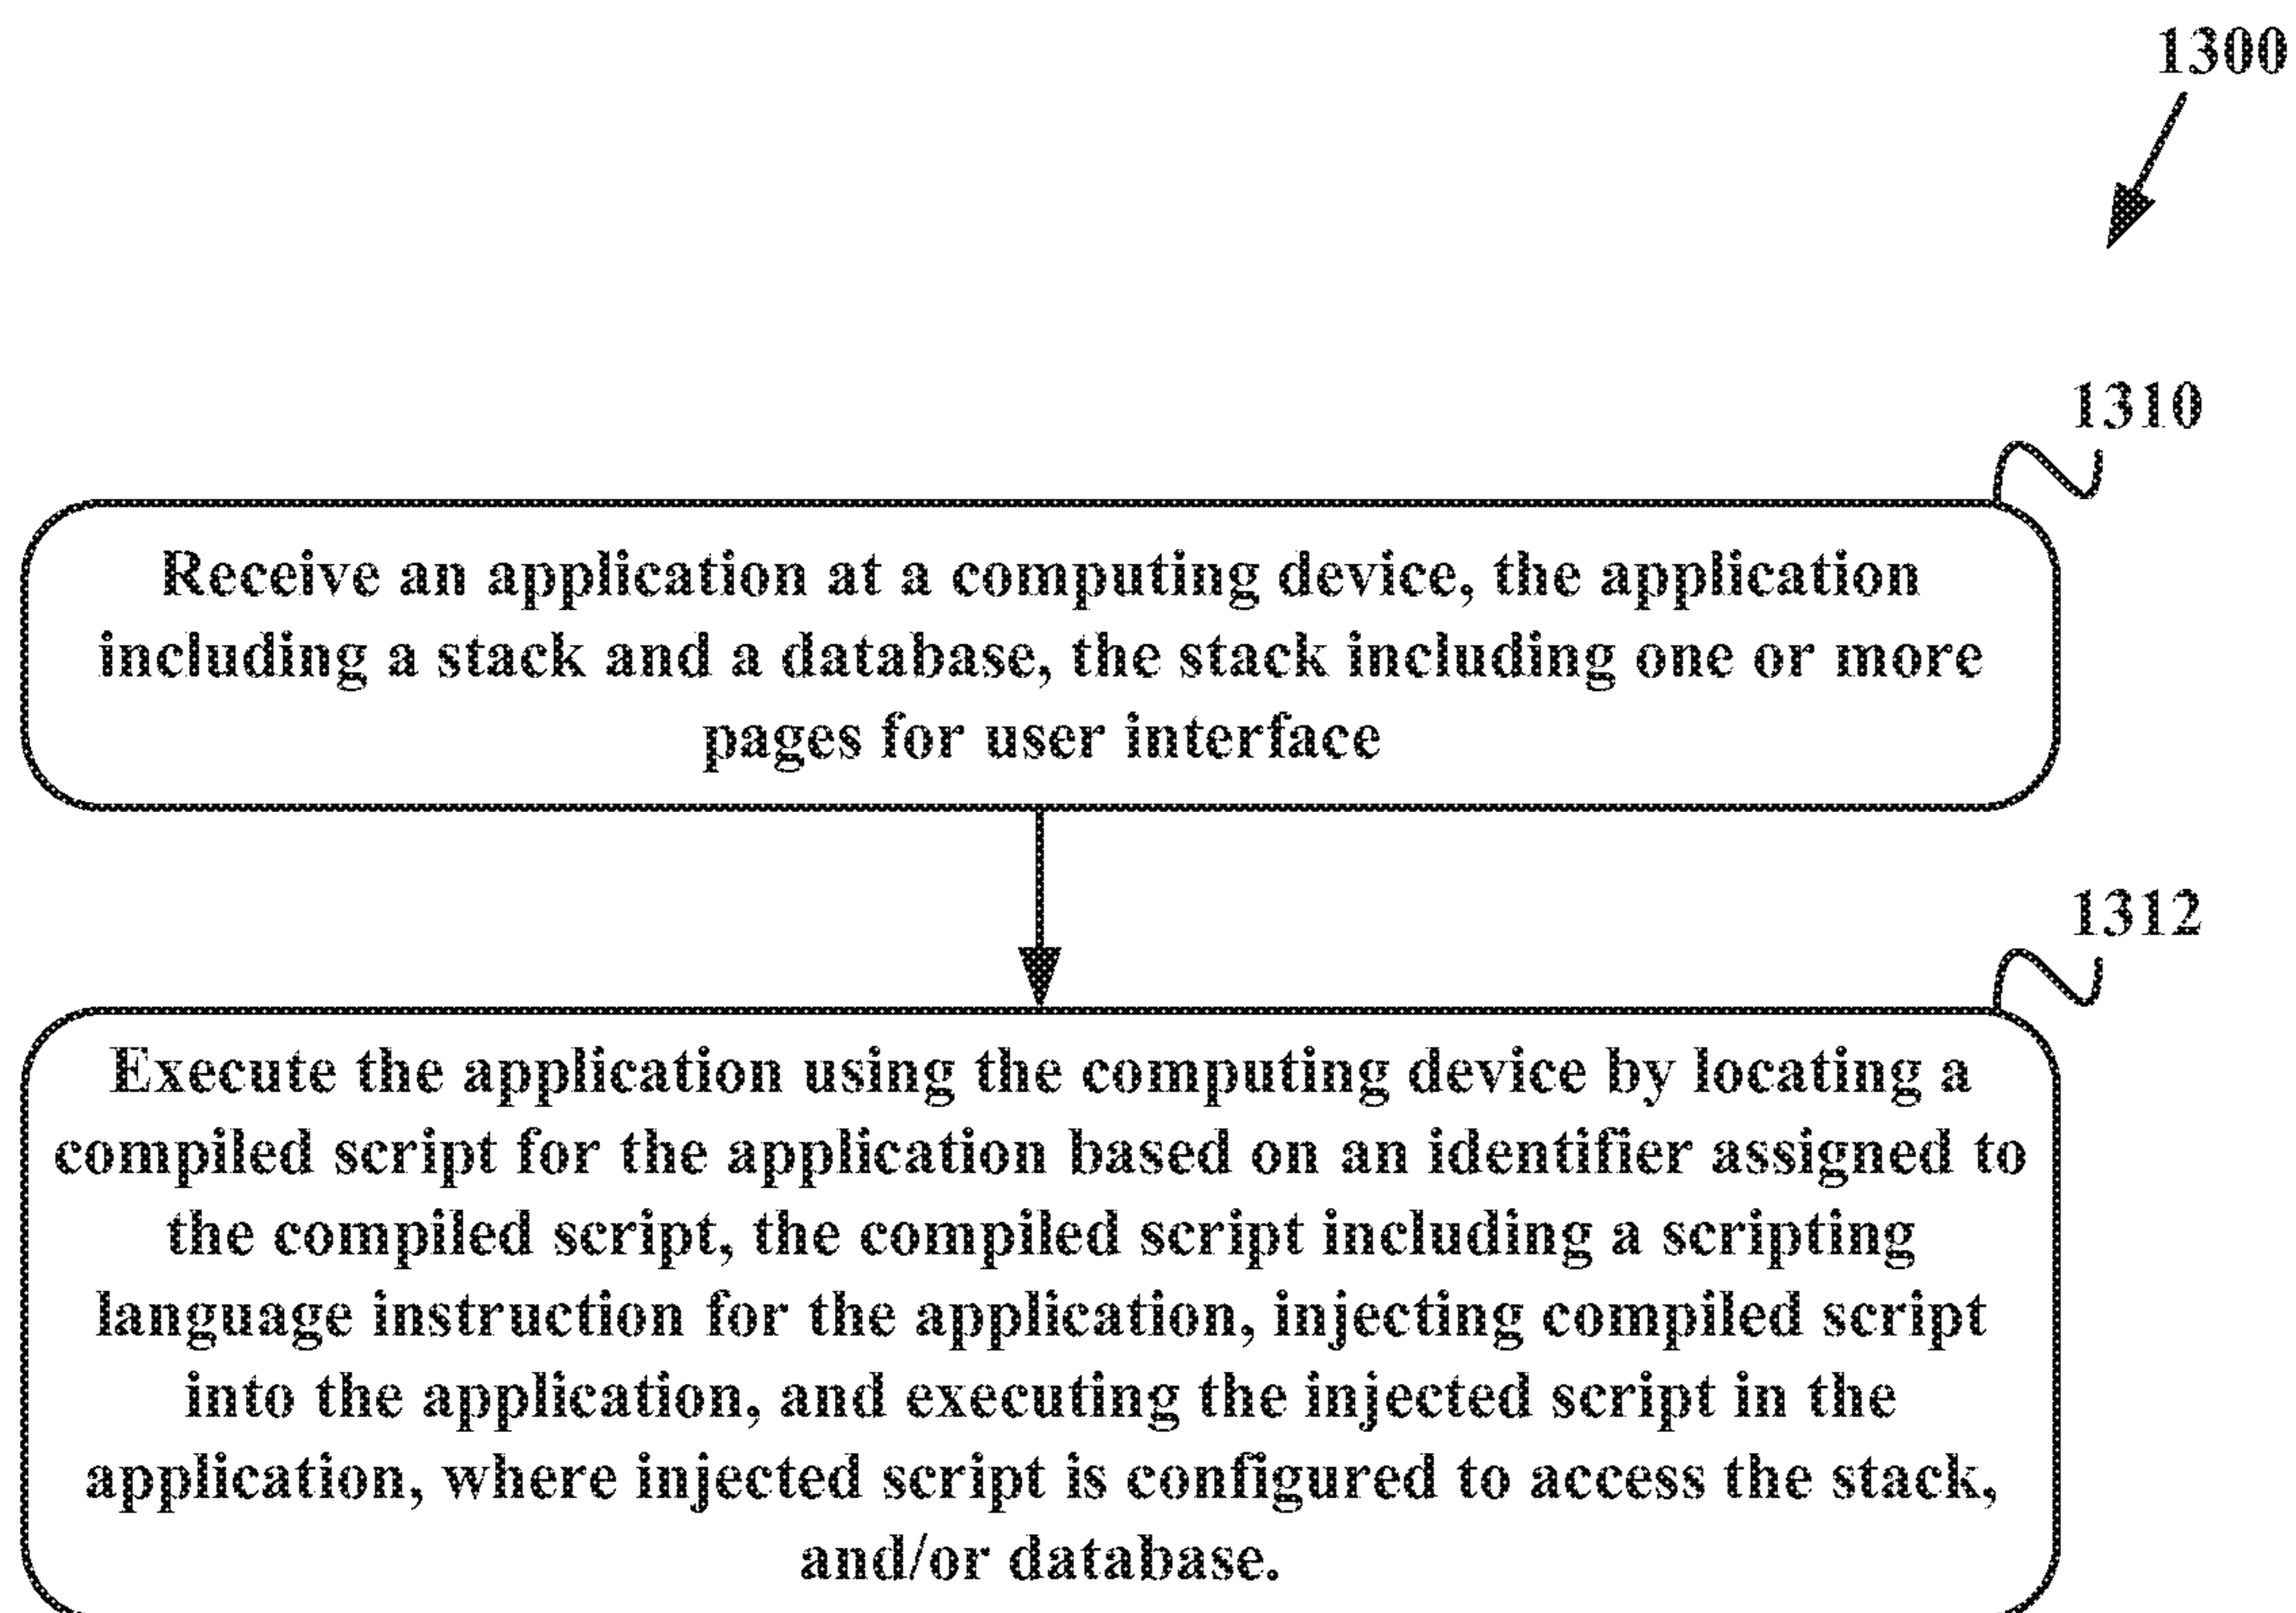 1300
1310
Receive an application at a computing device, the application
including a stack and a database, the stack including one or more
pages for user interface
1312
Execute the application using the computing device by locating a
compiled script for the application based on an identifier assigned to
the compiled script, the compiled script including a scripting
language instruction for the application, injecting compiled script
into the application, and executing the injected script in the
application, where injected script is configured to access the stack,
and/or database.